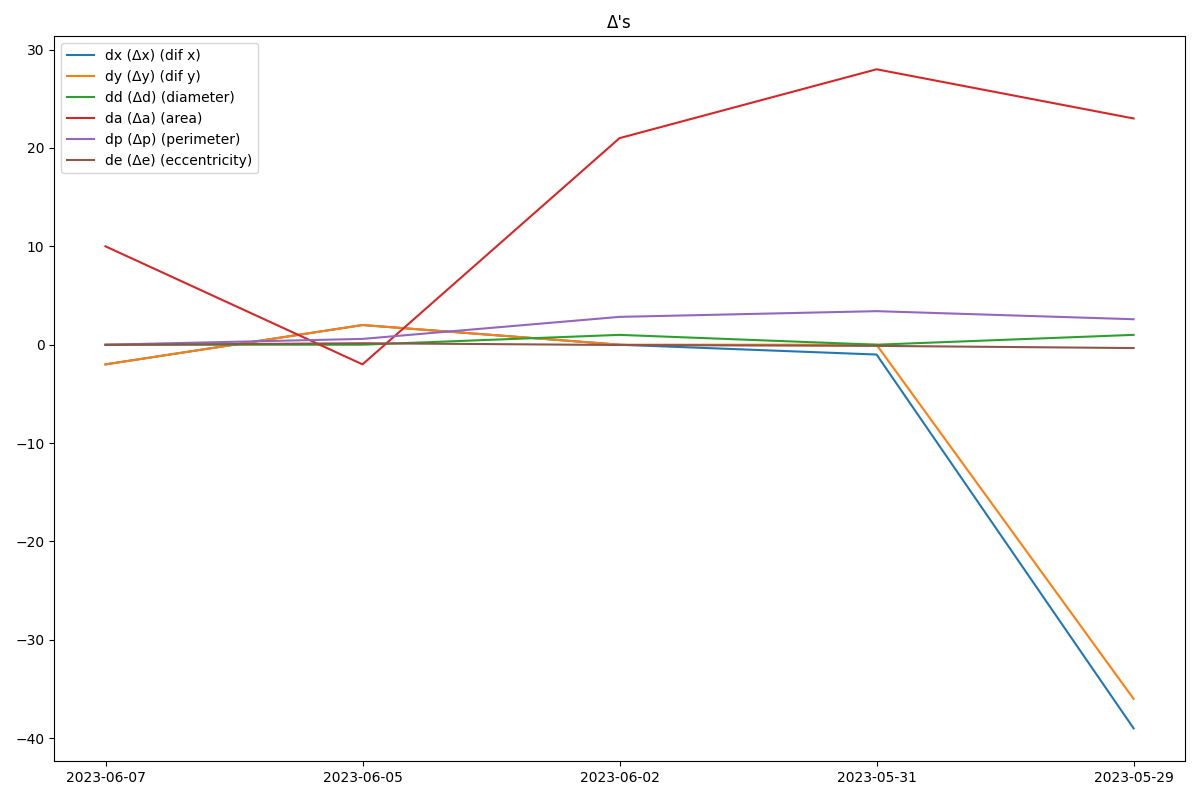 Δ's
dx (Δx) (dif x)
dy (Δy) (dif y)
dd (Δd) (diameter)
da (Δa) (area)
dp (Δp) (perimeter)
de (Δe) (eccentricity)
30
20
10
0
−10
−20
−30
−40
2023-06-07 2023-06-05 2023-06-02 2023-05-31 2023-05-29